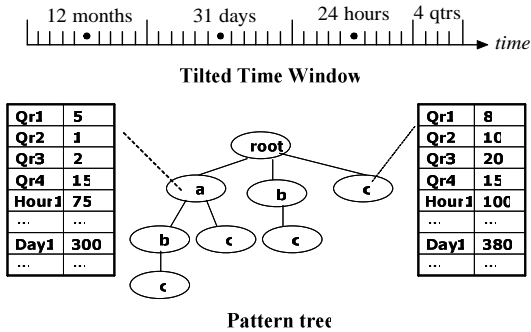 12 months 31 days 24 hours 4 qtrs
time
Tilted Time Window
Qr1 5
Qr2 1
Qr3 2
Qr4 15
Hour1 75
... ...
Day1 300
... ...
root
a b c
b c c
c
Qr1 8
Qr2 10
Qr3 20
Qr4 15
Hour1 100
... ...
Day1 380
... ...
Pattern tree